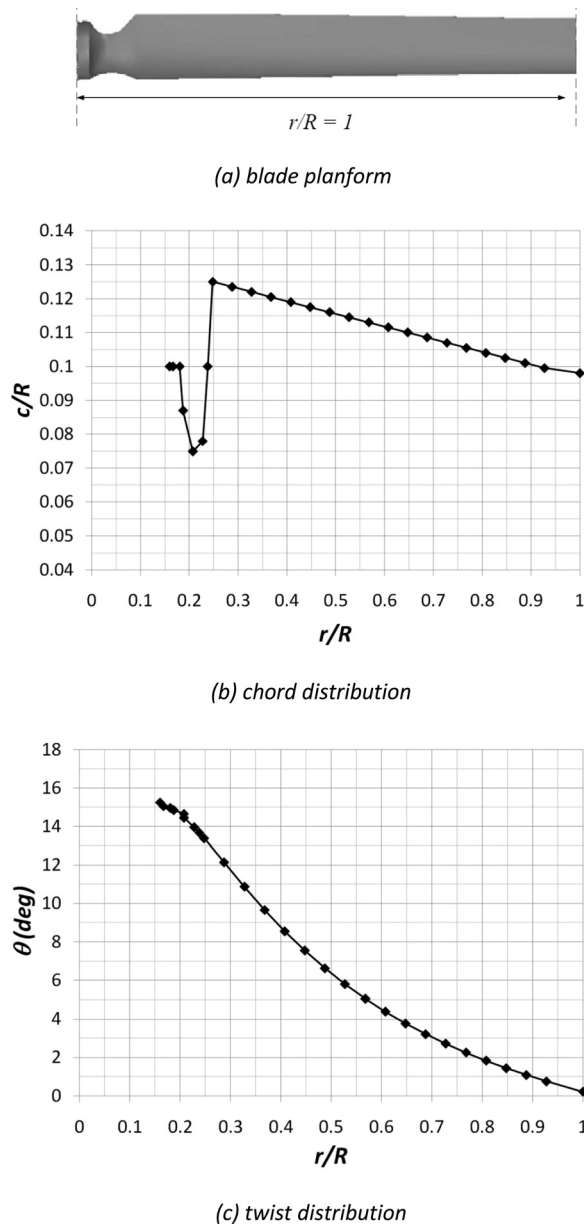 r/R = 1
(a) blade planform
c/R
0.14
0.13
0.12
0.11
0.1
0.09
0.08
0.07
0.06
0.05
0.04
0 0.1 0.2 0.3 0.4 0.5 0.6 0.7 0.8 0.9 1
r/R
(b) chord distribution
θ(deg)
18
16
14
12
10
8
6
4
2
0
0 0.1 0.2 0.3 0.4 0.5 0.6 0.7 0.8 0.9 1
r/R
(c) twist distribution